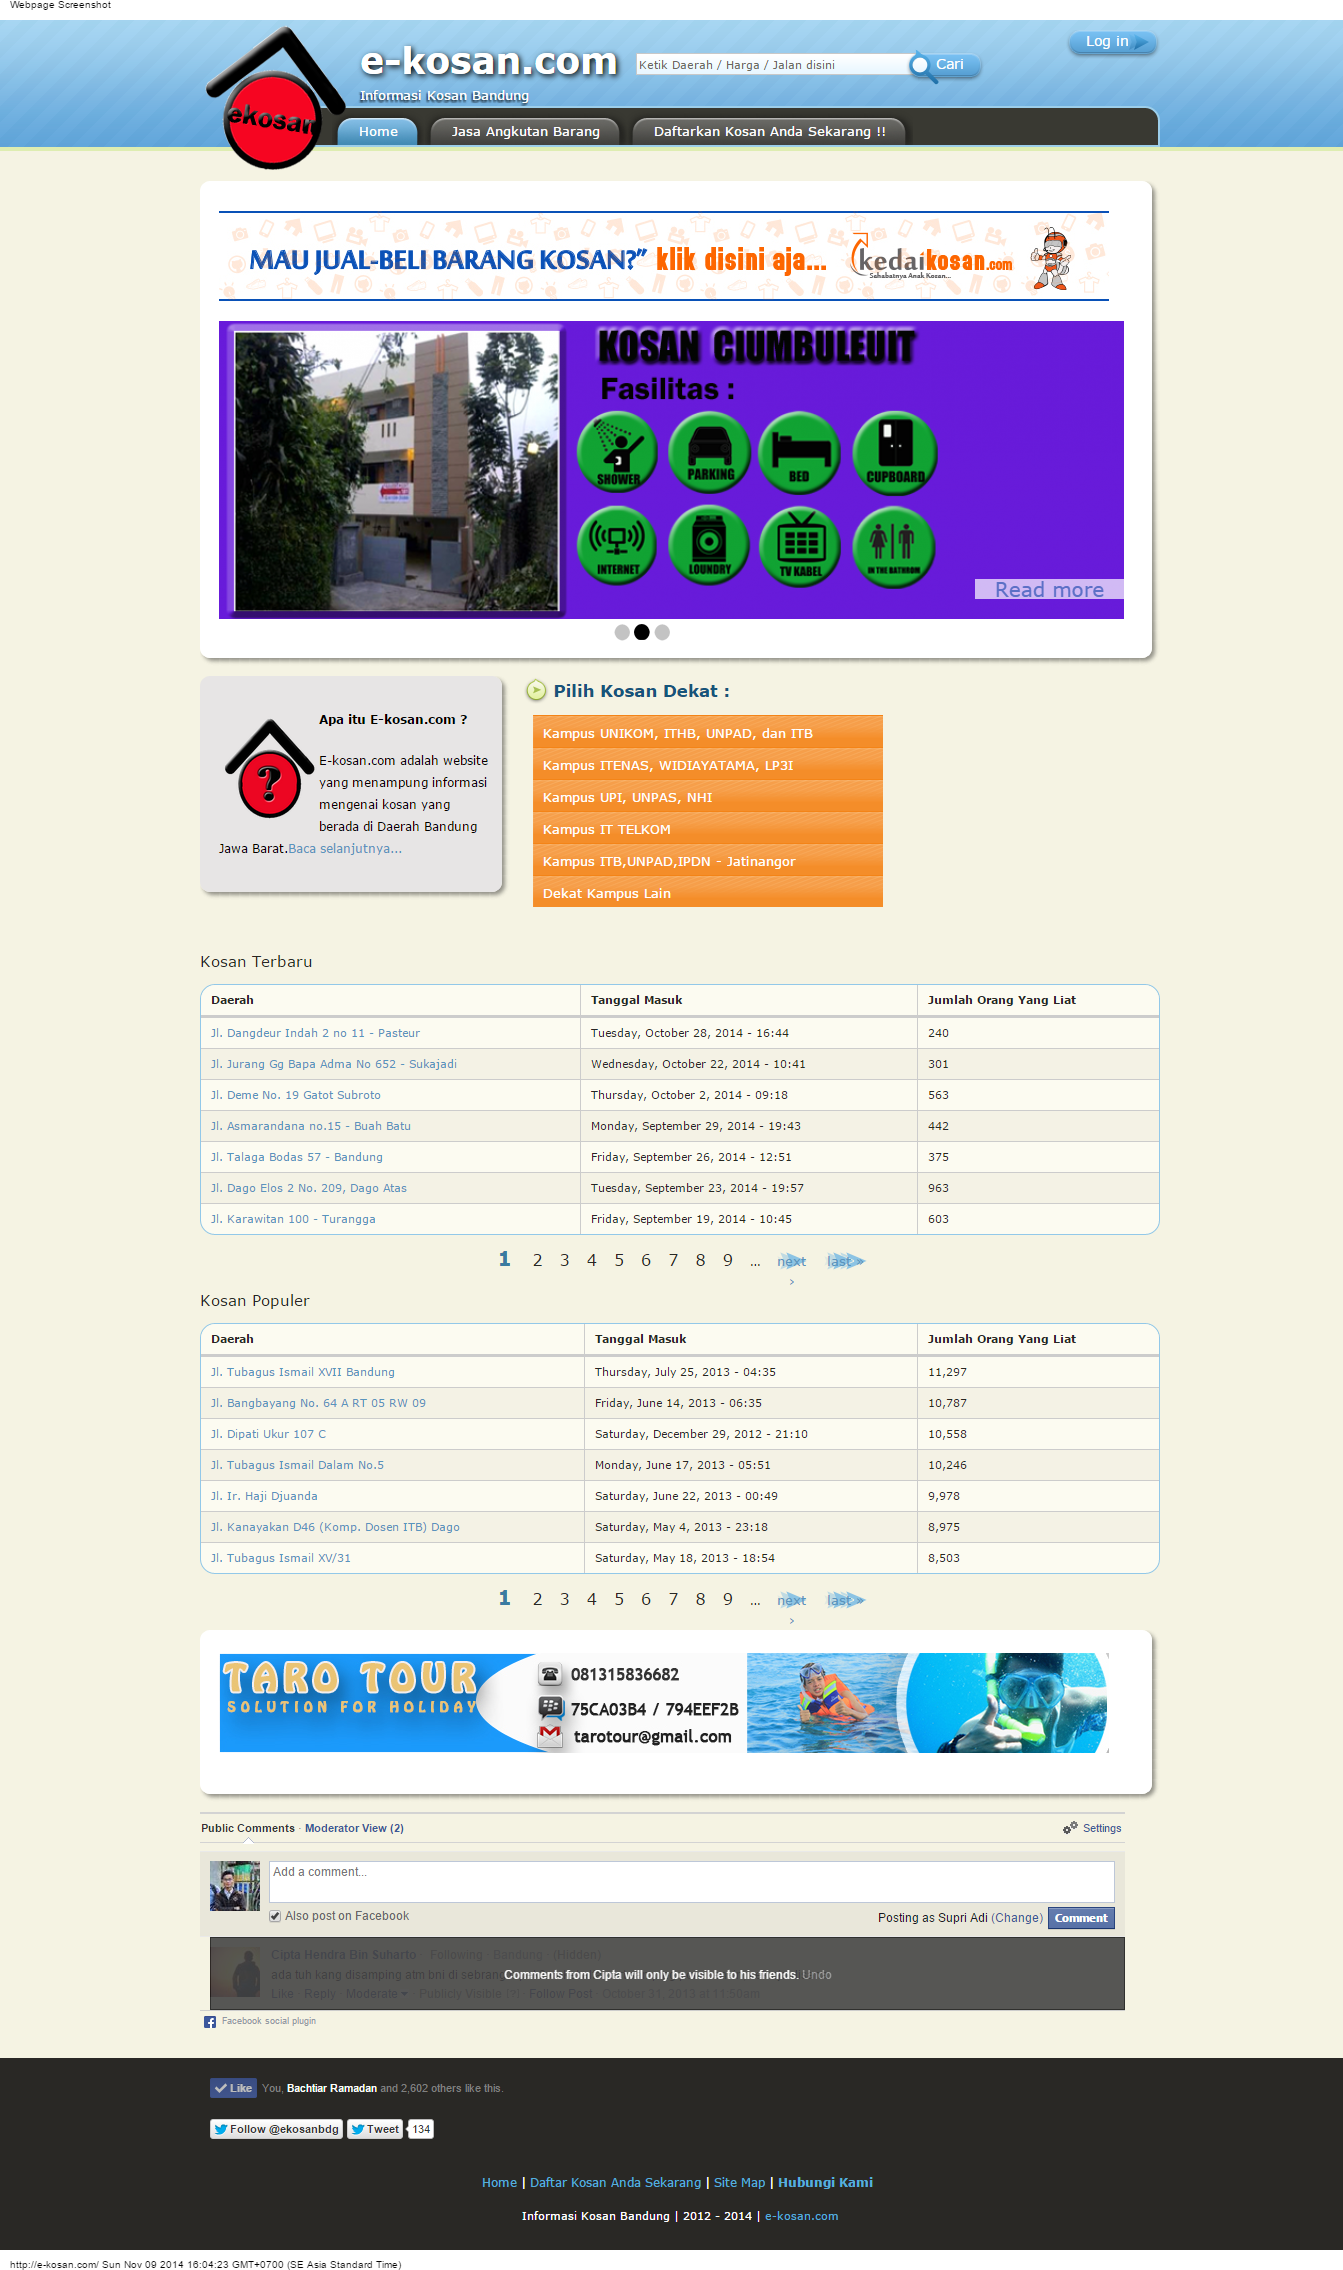 Webpage Screenshot
ekosan
e-kosan.com
Informasi Kosan Bandung
Ketik Daerah / Harga / Jalan disini
Cari
Log in
Home
Jasa Angkutan Barang
Daftarkan Kosan Anda Sekarang !!
MAU JUAL-BELI BARANG KOSAN?" klik disini aja... kedaikosan.com
Sahabatnya Anak Kosan...
KOSAN CIUMBULEUIT
Fasilitas :
SHOWER PARKING BED CUPBOARD
INTERNET LOUNDRY TV KABEL IN THE BATHROM
Read more
Apa itu E-kosan.com ?
?
E-kosan.com adalah website
yang menampung informasi
mengenai kosan yang
berada di Daerah Bandung
Jawa Barat.Baca selanjutnya...
Pilih Kosan Dekat :
Kampus UNIKOM, ITHB, UNPAD, dan ITB
Kampus ITENAS, WIDIAYATAMA, LP3I
Kampus UPI, UNPAS, NHI
Kampus IT TELKOM
Kampus ITB,UNPAD,IPDN - Jatinangor
Dekat Kampus Lain
Kosan Terbaru
Daerah Tanggal Masuk Jumlah Orang Yang Liat
Jl. Dangdeur Indah 2 no 11 - Pasteur Tuesday, October 28, 2014 - 16:44 240
Jl. Jurang Gg Bapa Adma No 652 - Sukajadi Wednesday, October 22, 2014 - 10:41 301
Jl. Deme No. 19 Gatot Subroto Thursday, October 2, 2014 - 09:18 563
Jl. Asmarandana no.15 - Buah Batu Monday, September 29, 2014 - 19:43 442
Jl. Talaga Bodas 57 - Bandung Friday, September 26, 2014 - 12:51 375
Jl. Dago Elos 2 No. 209, Dago Atas Tuesday, September 23, 2014 - 19:57 963
Jl. Karawitan 100 - Turangga Friday, September 19, 2014 - 10:45 603
1 2 3 4 5 6 7 8 9 ... next › last »
Kosan Populer
Daerah Tanggal Masuk Jumlah Orang Yang Liat
Jl. Tubagus Ismail XVII Bandung Thursday, July 25, 2013 - 04:35 11,297
Jl. Bangbayang No. 64 A RT 05 RW 09 Friday, June 14, 2013 - 06:35 10,787
Jl. Dipati Ukur 107 C Saturday, December 29, 2012 - 21:10 10,558
Jl. Tubagus Ismail Dalam No.5 Monday, June 17, 2013 - 05:51 10,246
Jl. Ir. Haji Djuanda Saturday, June 22, 2013 - 00:49 9,978
Jl. Kanayakan D46 (Komp. Dosen ITB) Dago Saturday, May 4, 2013 - 23:18 8,975
Jl. Tubagus Ismail XV/31 Saturday, May 18, 2013 - 18:54 8,503
1 2 3 4 5 6 7 8 9 ... next › last »
TARO TOUR
SOLUTION FOR HOLIDAY
081315836682
75CA03B4 / 794EEF2B
tarotour@gmail.com
Public Comments · Moderator View (2)
Settings
Add a comment...
Also post on Facebook
Posting as Supri Adi (Change) Comment
Cipta Hendra Bin Suharto Following Bandung (Hidden)
ada tuh kang disamping atm bni di sebrang
Comments from Cipta will only be visible to his friends. Undo
Like Reply Moderate Publicly Visible [?] Follow Post October 31, 2013 at 11:50am
Facebook social plugin
Like You, Bachtiar Ramadan and 2,602 others like this.
Follow @ekosanbdg Tweet 134
Home | Daftar Kosan Anda Sekarang | Site Map | Hubungi Kami
Informasi Kosan Bandung | 2012 - 2014 | e-kosan.com
http://e-kosan.com/ Sun Nov 09 2014 16:04:23 GMT+0700 (SE Asia Standard Time)